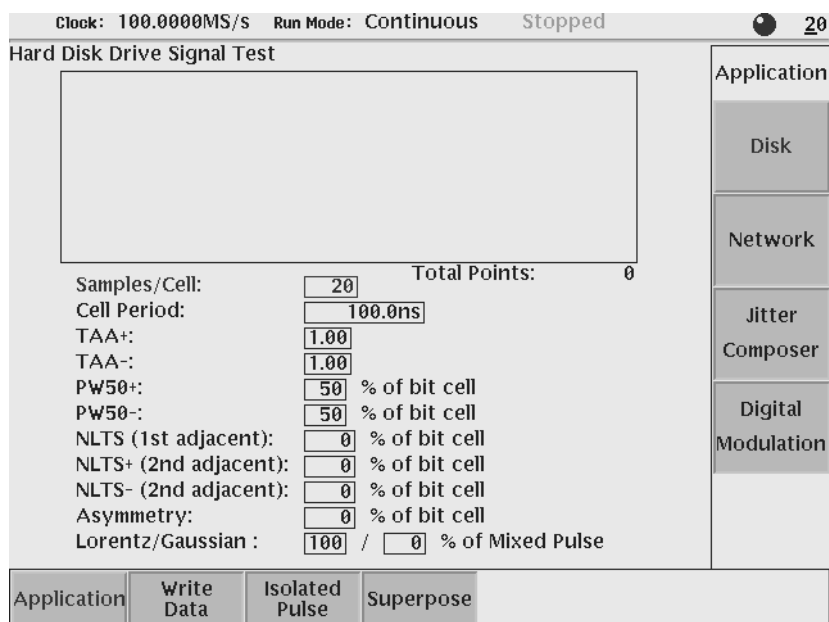 Clock: 100.0000MS/s Run Mode: Continuous Stopped 20
Hard Disk Drive Signal Test
Application
Disk
Network
Jitter
Composer
Digital
Modulation
Total Points: 0
Samples/Cell: 20
Cell Period: 100.0ns
TAA+: 1.00
TAA-: 1.00
PW50+: 50 % of bit cell
PW50-: 50 % of bit cell
NLTS (1st adjacent): 0 % of bit cell
NLTS+ (2nd adjacent): 0 % of bit cell
NLTS- (2nd adjacent): 0 % of bit cell
Asymmetry: 0 % of bit cell
Lorentz/Gaussian : 100 / 0 % of Mixed Pulse
Application
Write
Data
Isolated
Pulse
Superpose